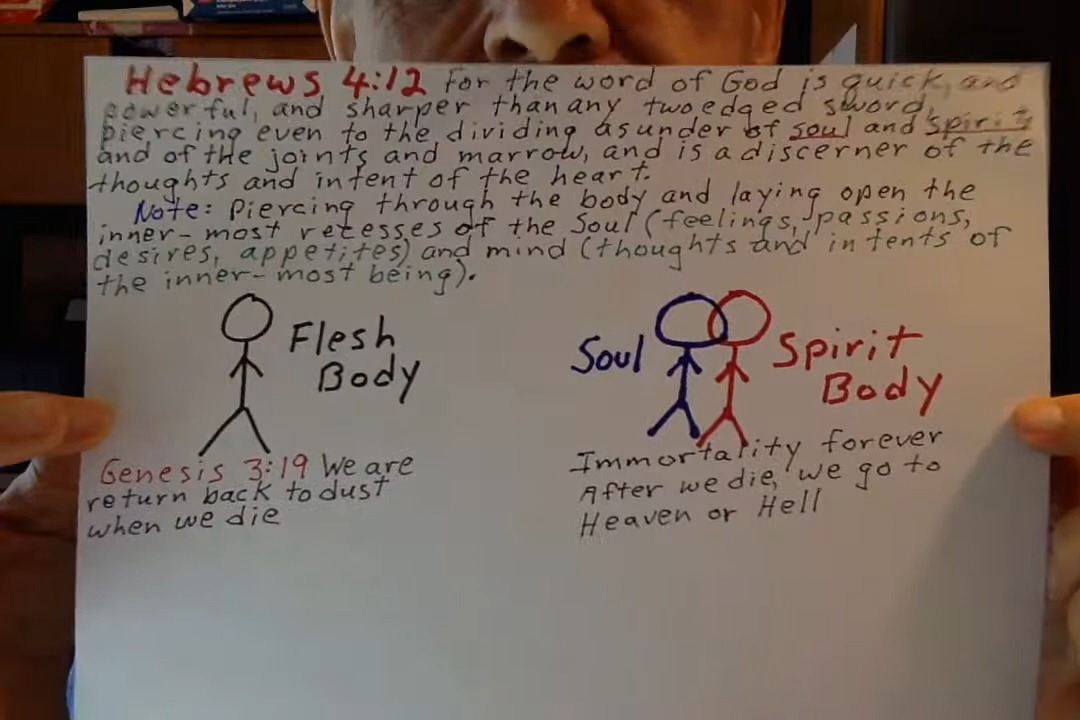 Hebrews 4:12 For the word of God is quick, and
powerful, and sharper than any twoedged sword,
piercing even to the dividing asunder of soul and spirit
and of the joints and marrow, and is a discerner of the
thoughts and intent of the heart.
Note: Piercing through the body and laying open the
inner-most recesses of the Soul (feelings, passions,
desires, appetites) and mind (thoughts and intents of
the inner-most being).
Flesh
Body
Genesis 3:19 We are
return back to dust
when we die
Soul
Spirit
Body
Immortality forever
After we die, we go to
Heaven or Hell